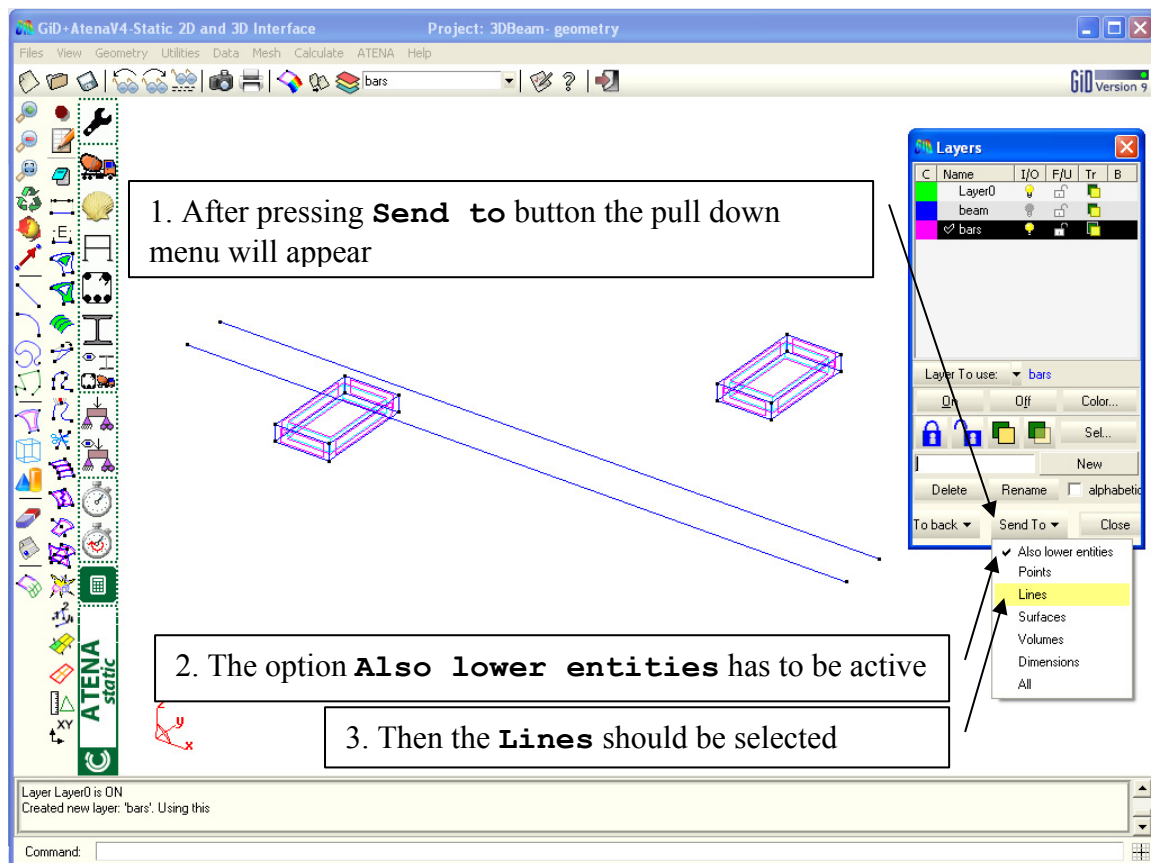 GiD+AtenaV4-Static 2D and 3D Interface Project: 3DBeam- geometry
Files View Geometry Utilities Data Mesh Calculate ATENA Help
bars
GiD Version 9
Layers
C Name I/O F/U Tr B
Layer0
beam
bars
1. After pressing Send to button the pull down
menu will appear
Layer To use: bars
On Off Color...
Sel...
New
Delete Rename alphabetic
To back Send To Close
Also lower entities
Points
Lines
Surfaces
Volumes
Dimensions
All
2. The option Also lower entities has to be active
3. Then the Lines should be selected
:E:
ATENA
static
XY
z
y
x
Layer Layer0 is ON
Created new layer: 'bars'. Using this
Command: